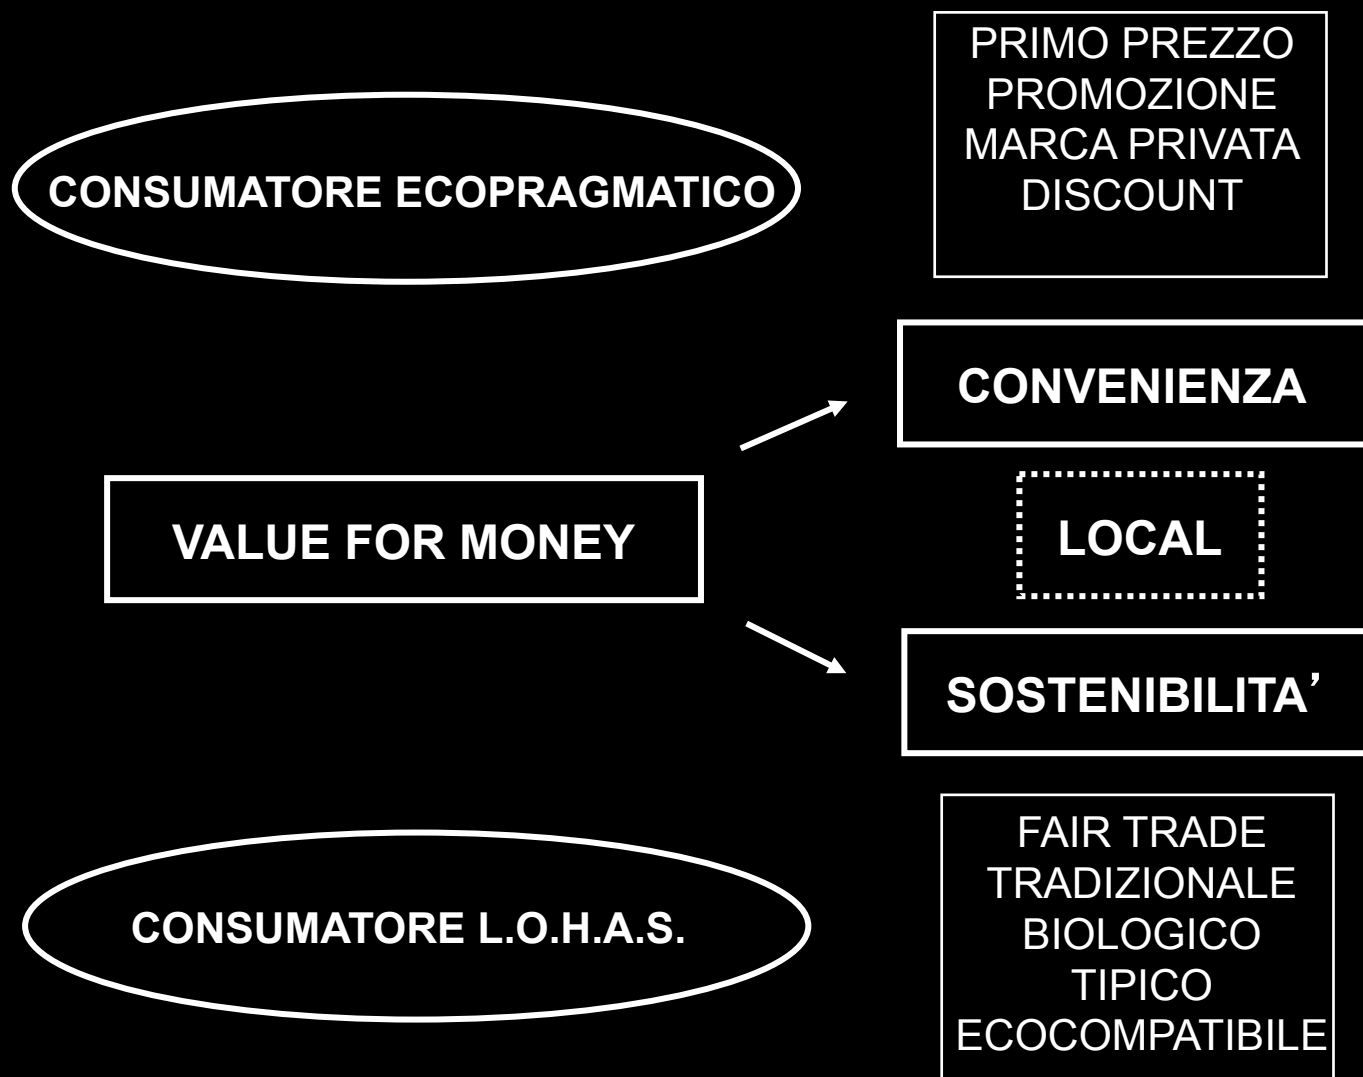 PRIMO PREZZO
PROMOZIONE
MARCA PRIVATA
DISCOUNT
CONSUMATORE ECOPRAGMATICO
CONVENIENZA
VALUE FOR MONEY
LOCAL
SOSTENIBILITA’
CONSUMATORE L.O.H.A.S.
FAIR TRADE
TRADIZIONALE
BIOLOGICO
TIPICO
ECOCOMPATIBILE